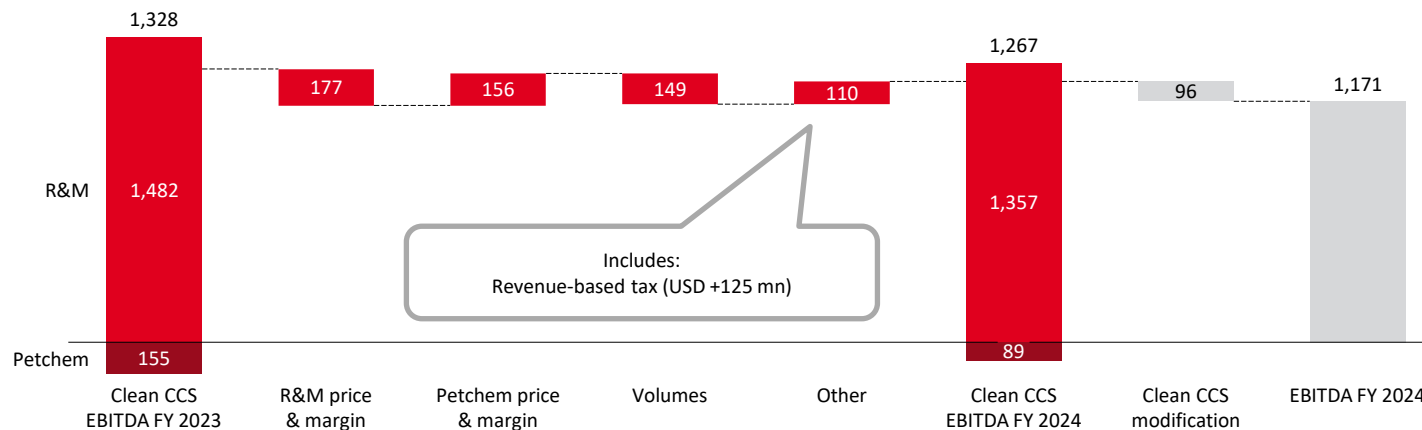 1,328
177
156
149
110
1,267
96
1,171
R&M
1,482
1,357
Includes:
Revenue-based tax (USD +125 mn)
Petchem
155
89
Clean CCS
EBITDA FY 2023
R&M price
& margin
Petchem price
& margin
Volumes
Other
Clean CCS
EBITDA FY 2024
Clean CCS
modification
EBITDA FY 2024